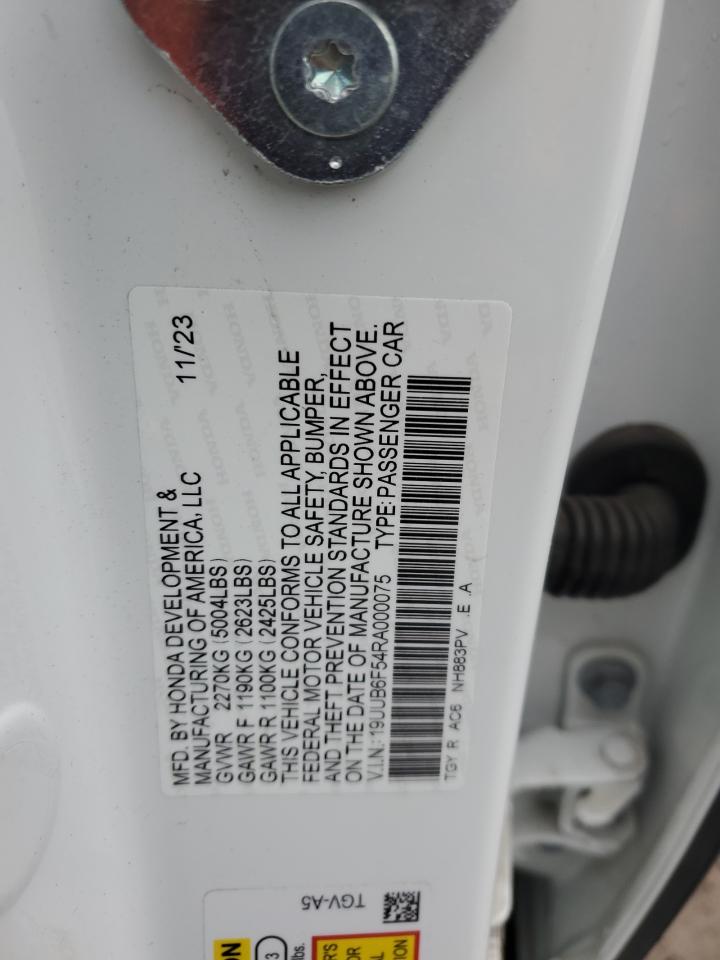 MFD. BY HONDA DEVELOPMENT & 11/'23
MANUFACTURING OF AMERICA, LLC
GVWR 2270KG (5004LBS)
GAWR F 1190KG (2623LBS)
GAWR R 1100KG (2425LBS)
THIS VEHICLE CONFORMS TO ALL APPLICABLE
FEDERAL MOTOR VEHICLE SAFETY, BUMPER,
AND THEFT PREVENTION STANDARDS IN EFFECT
ON THE DATE OF MANUFACTURE SHOWN ABOVE.
V.I.N.: 19UUB6F54RA000075 TYPE: PASSENGER CAR
TGY R AC6 NH883PV .E .A
TGV-A5